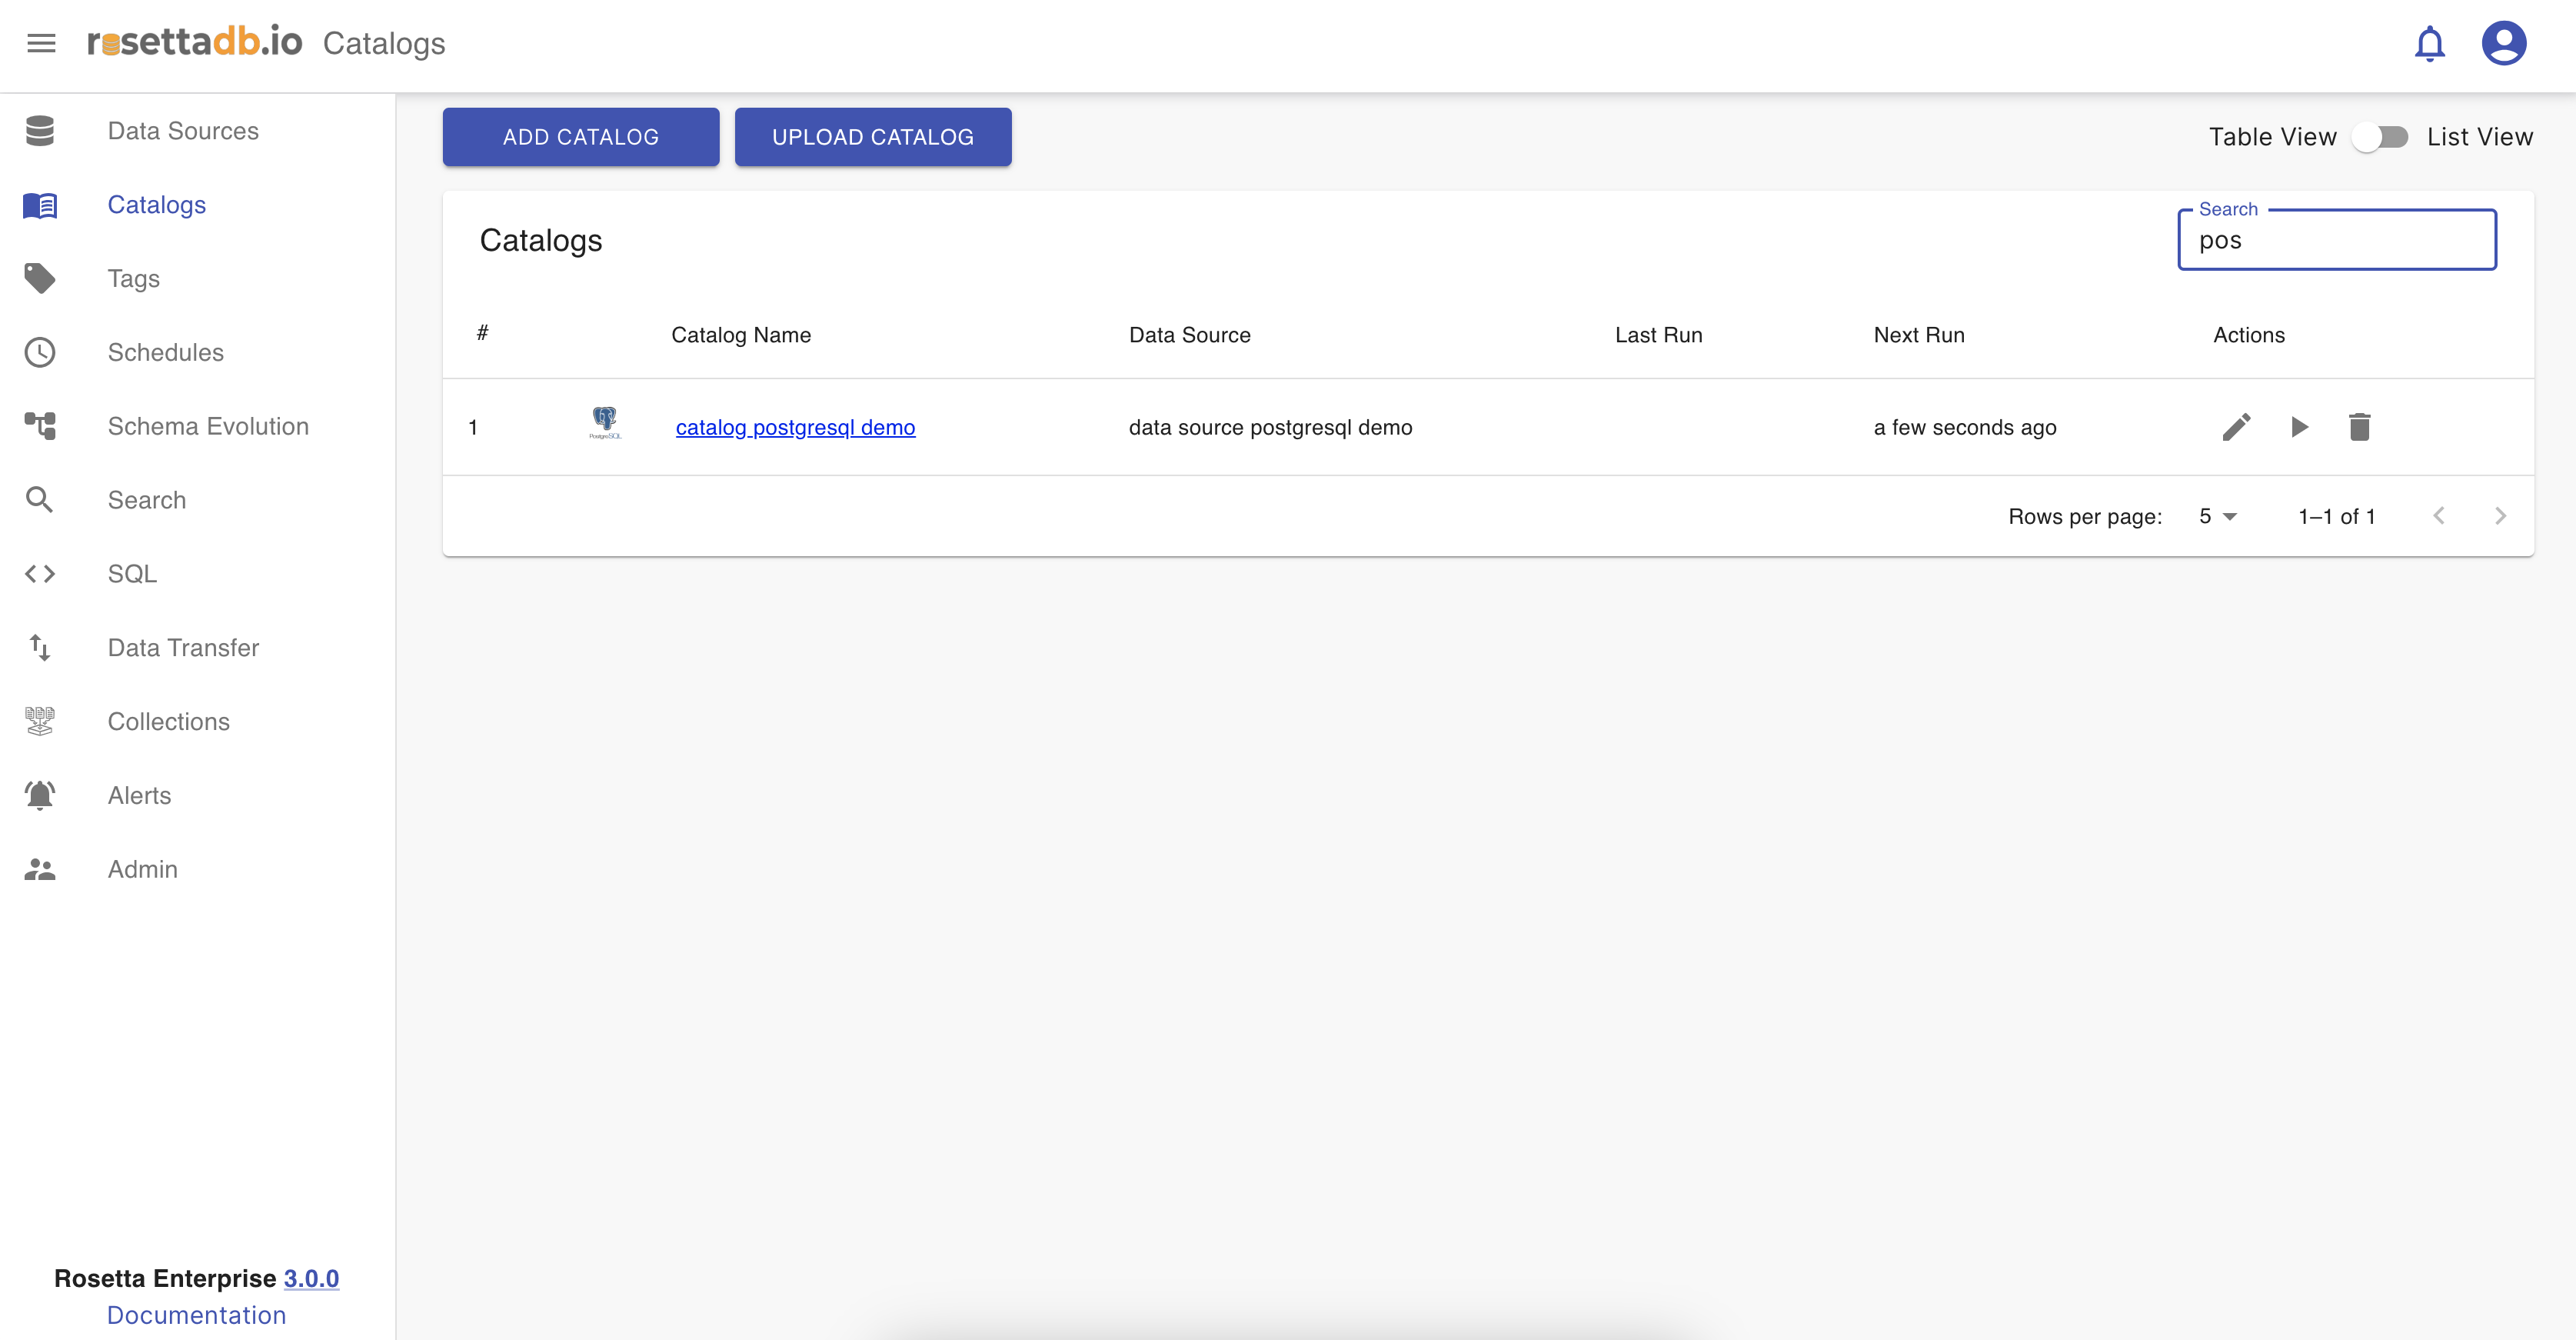 rosettadb.io Catalogs
Data Sources
Catalogs
Tags
Schedules
Schema Evolution
Search
SQL
Data Transfer
Collections
Alerts
Admin
Rosetta Enterprise 3.0.0
Documentation
ADD CATALOG UPLOAD CATALOG Table View List View
Catalogs
Search
pos
# Catalog Name Data Source Last Run Next Run Actions
1 PostgreSQL catalog postgresql demo data source postgresql demo a few seconds ago
Rows per page: 5 1–1 of 1